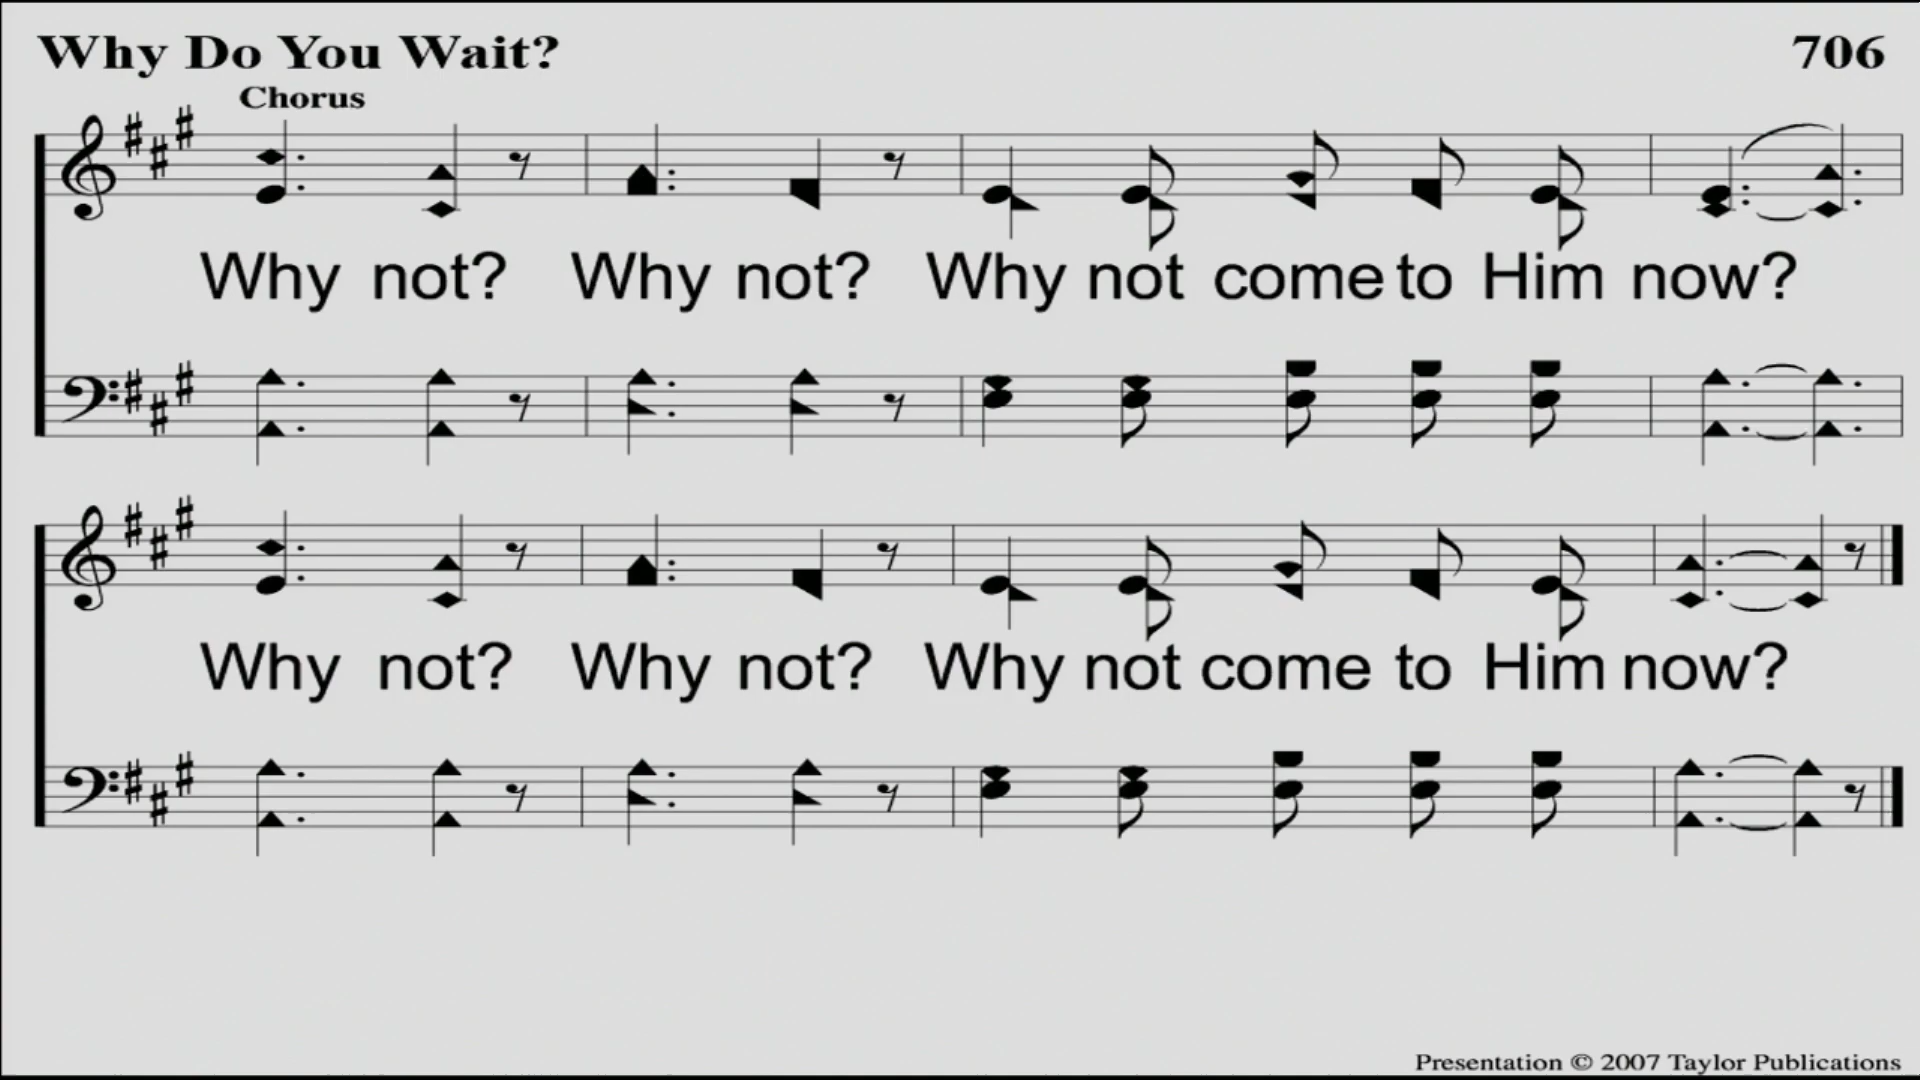 Why Do You Wait? 706
Chorus
Why not? Why not? Why not come to Him now?
Why not? Why not? Why not come to Him now?
Presentation © 2007 Taylor Publications